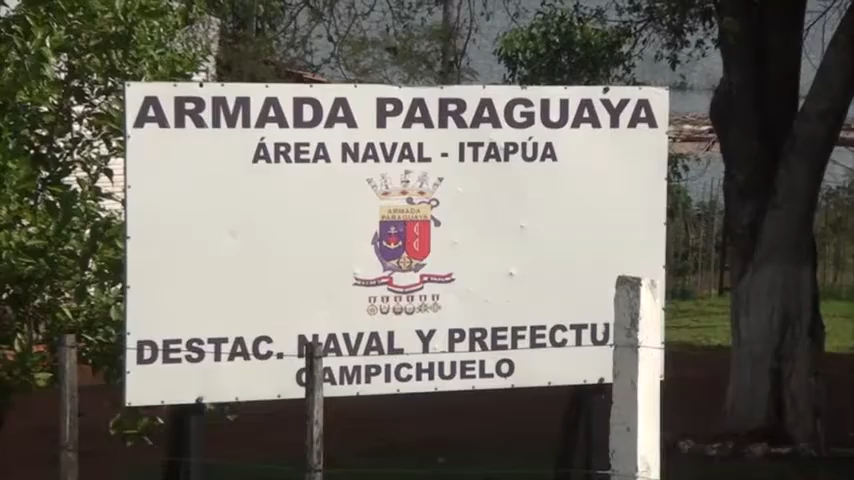 ARMADA PARAGUAYA
ÁREA NAVAL - ITAPÚA
ARMADA
PARAGUAYA
DESTAC. NAVAL Y PREFECTU
CAMPICHUELO